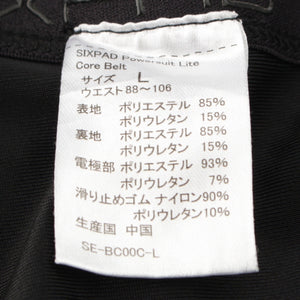 SIXPAD Powersuit Lite
Core Belt
サイズ L
ウエスト88〜106
表地 ポリエステル 85%
ポリウレタン 15%
裏地 ポリエステル 85%
ポリウレタン 15%
電極部 ポリエステル 93%
ポリウレタン 7%
滑り止めゴム ナイロン90%
ポリウレタン10%
生産国 中国
SE-BC00C-L